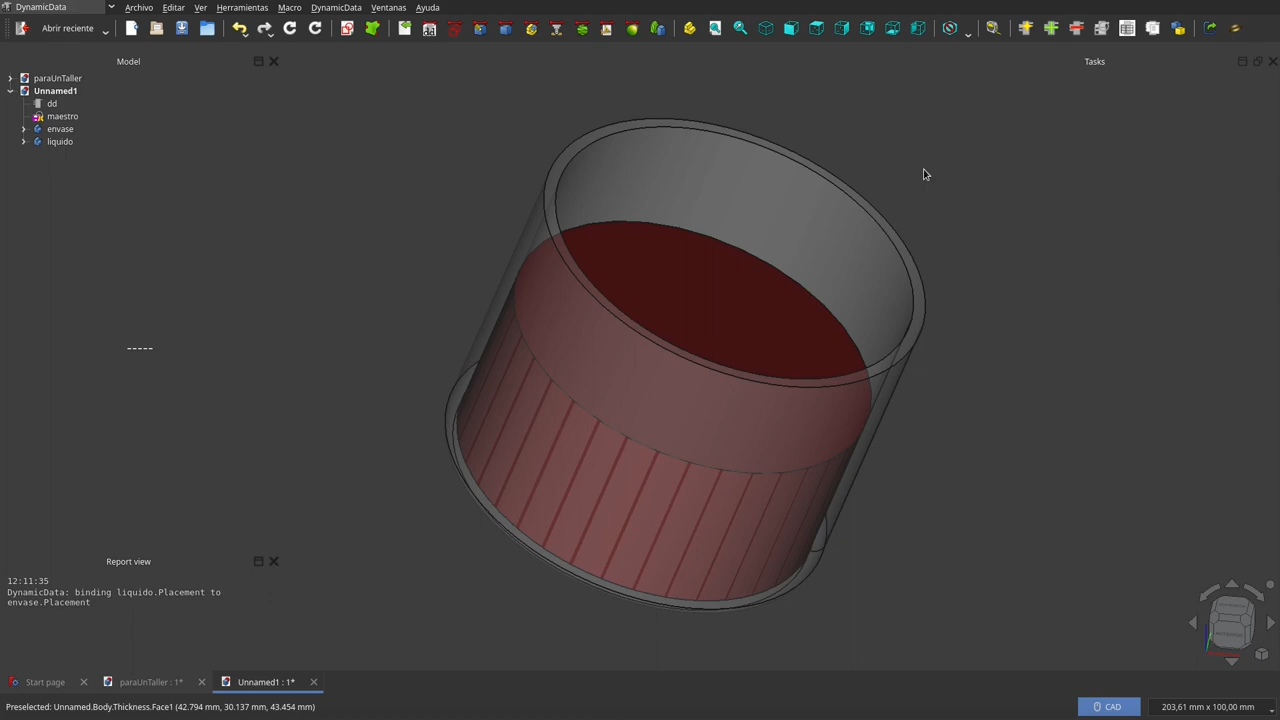 DynamicData Archivo Editar Ver Herramientas Macro DynamicData Ventanas Ayuda
Abrir reciente
Model
Tasks
paraUnTaller
Unnamed1
dd
maestro
envase
liquido
Report view
12:11:35
DynamicData: binding liquido.Placement to
envase.Placement
Start page paraUnTaller : 1* Unnamed1 : 1*
Preselected: Unnamed.Body.Thickness.Face1 (42.794 mm, 30.137 mm, 43.454 mm) CAD 203,61 mm x 100,00 mm